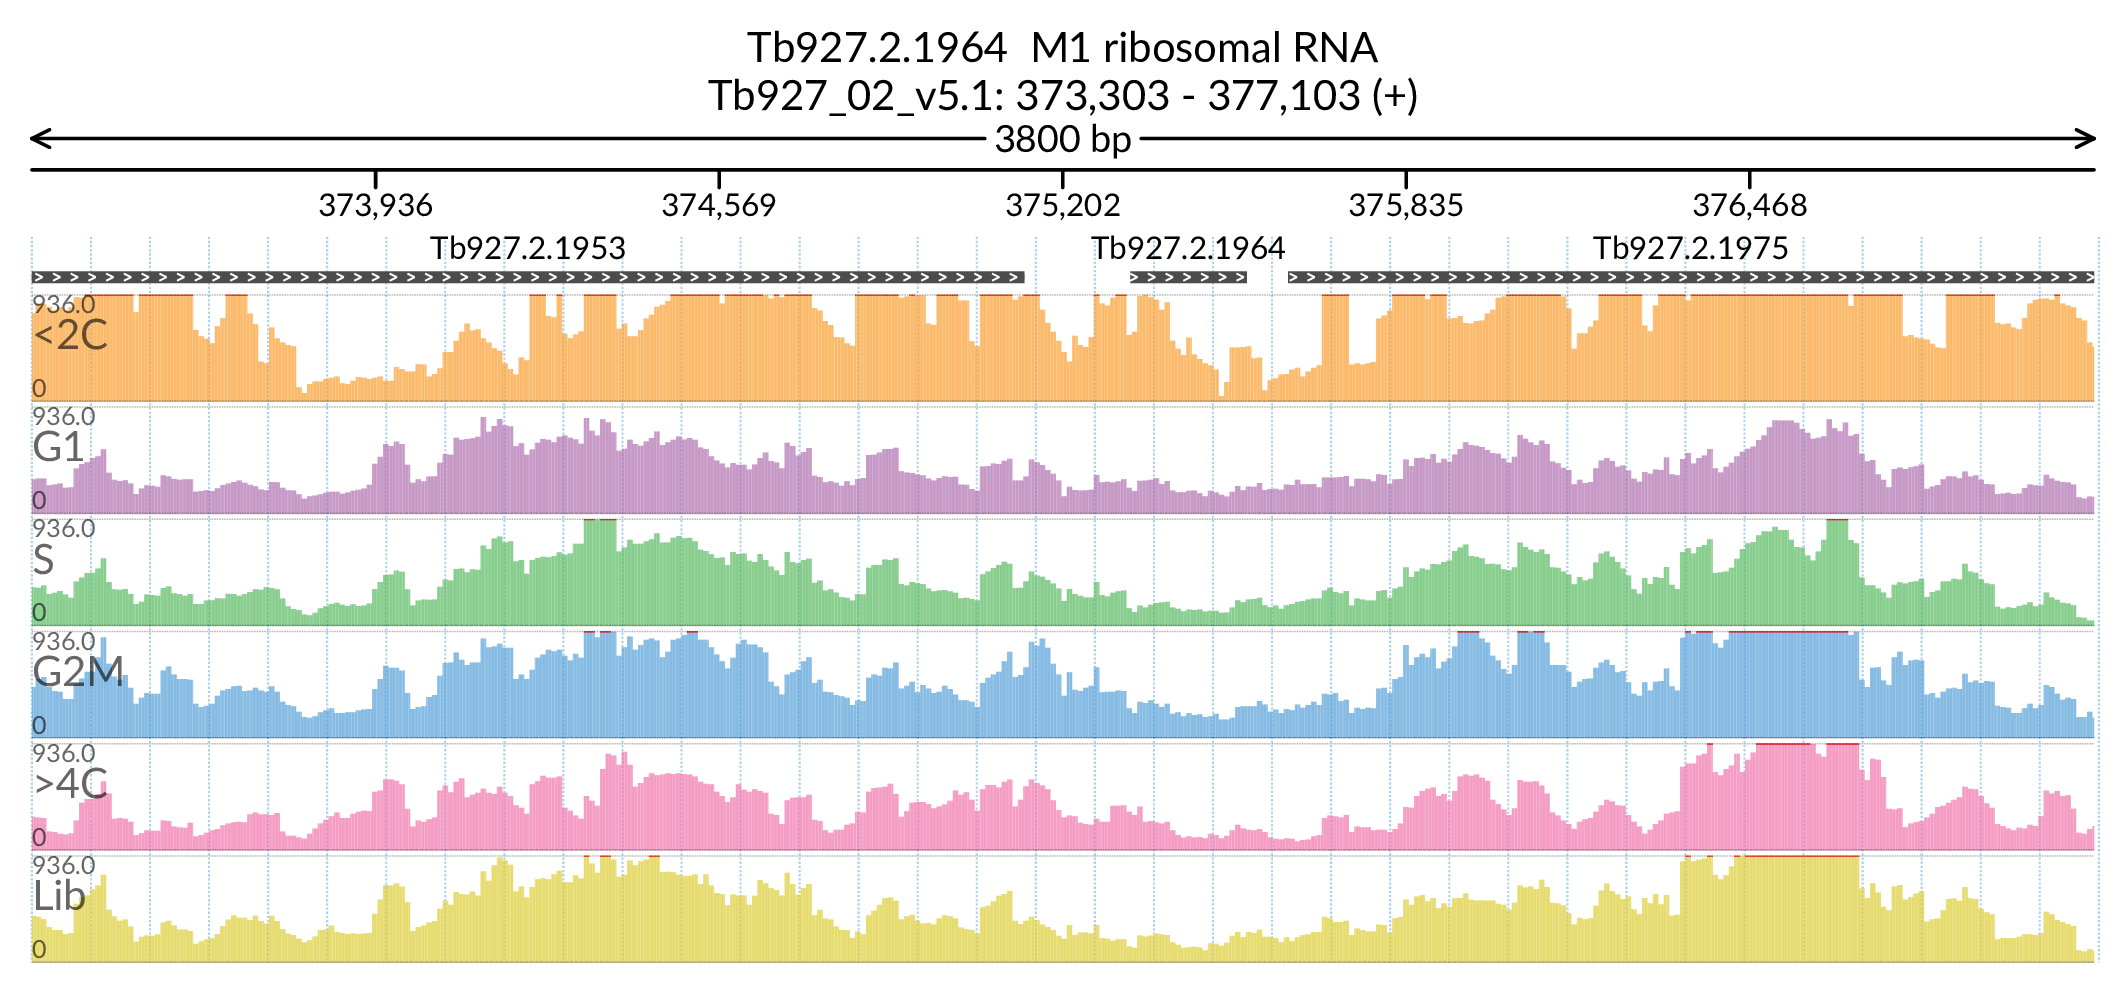 Tb927.2.1964  M1 ribosomal RNA
Tb927_02_v5.1: 373,303 - 377,103 (+)
3800 bp
373,936 374,569 375,202 375,835 376,468
Tb927.2.1953 Tb927.2.1964 Tb927.2.1975
936.0
<2C
0
936.0
G1
0
936.0
S
0
936.0
G2M
0
936.0
>4C
0
936.0
Lib
0